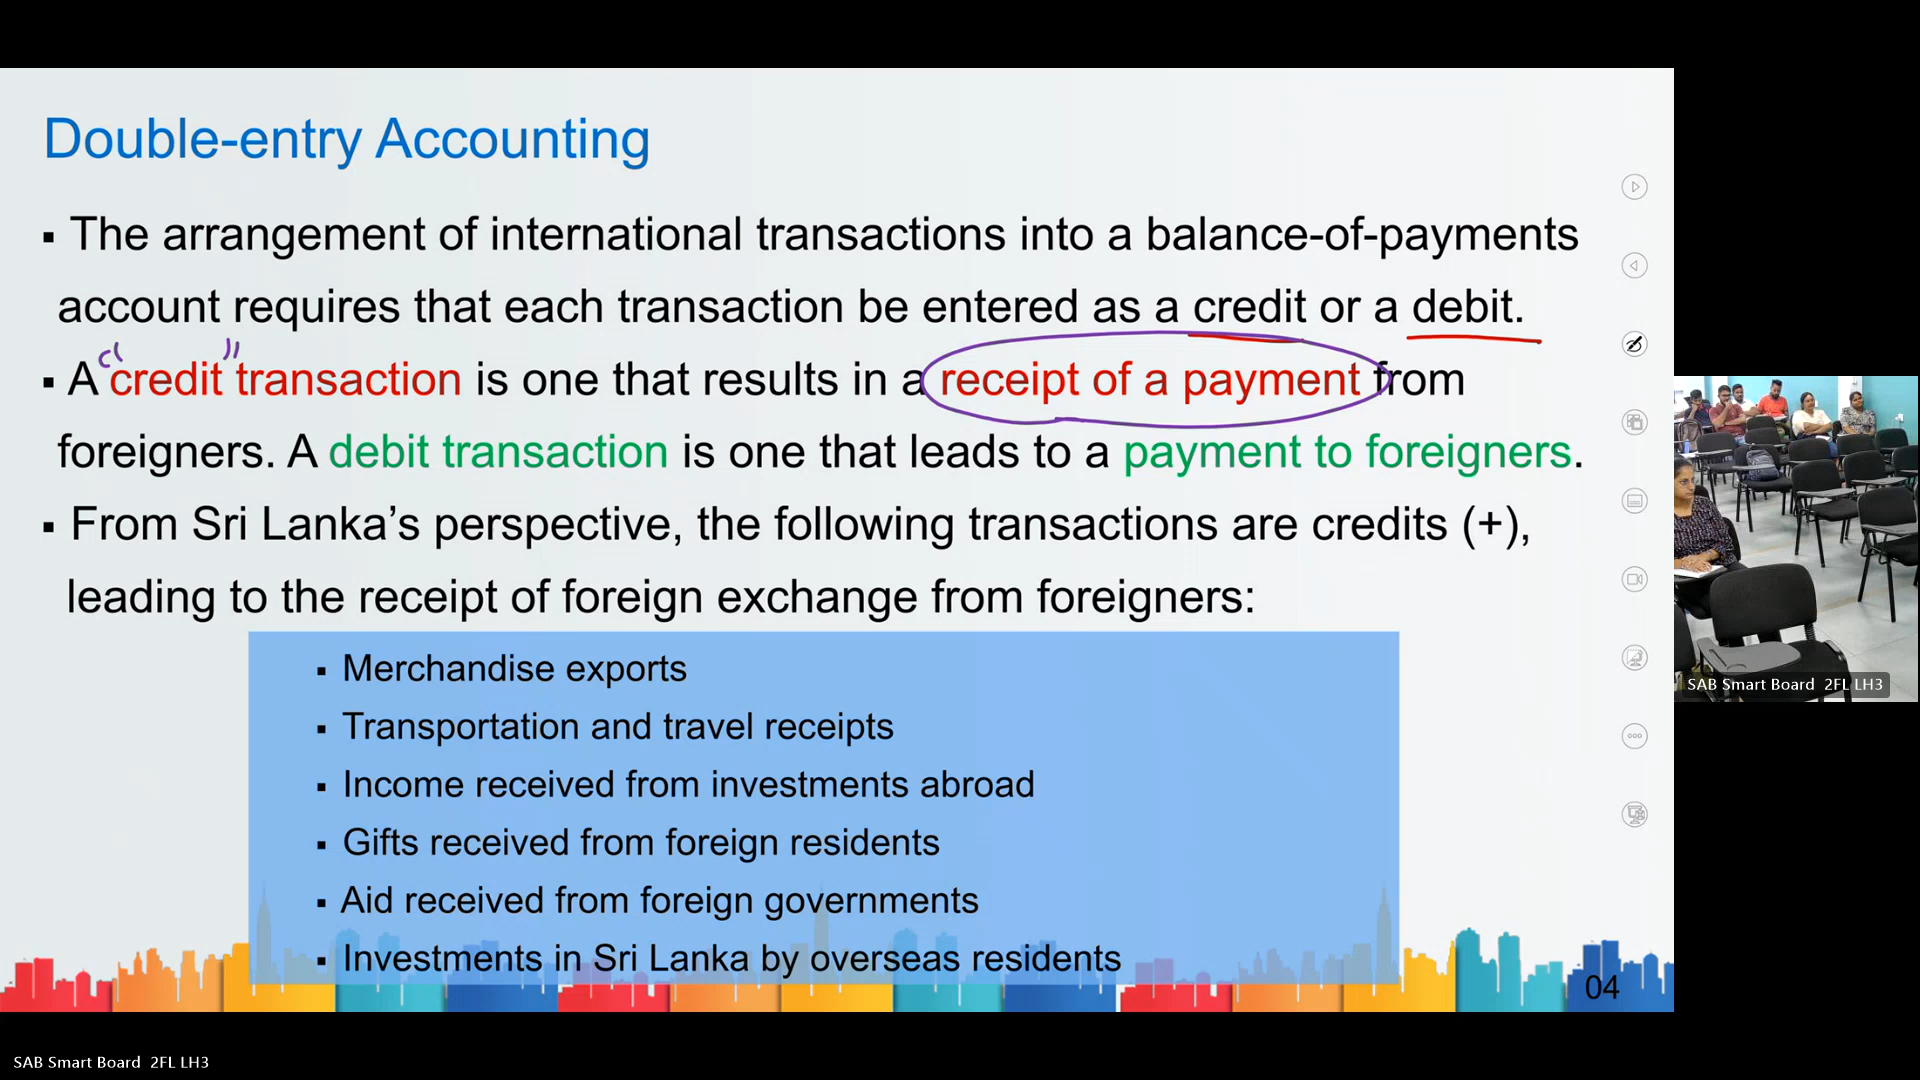 Double-entry Accounting
▪ The arrangement of international transactions into a balance-of-payments
account requires that each transaction be entered as a credit or a debit.
▪ A "credit" transaction is one that results in a receipt of a payment from
foreigners. A debit transaction is one that leads to a payment to foreigners.
▪ From Sri Lanka’s perspective, the following transactions are credits (+),
leading to the receipt of foreign exchange from foreigners:
▪ Merchandise exports
▪ Transportation and travel receipts
▪ Income received from investments abroad
▪ Gifts received from foreign residents
▪ Aid received from foreign governments
▪ Investments in Sri Lanka by overseas residents
04
SAB Smart Board 2FL LH3
SAB Smart Board 2FL LH3